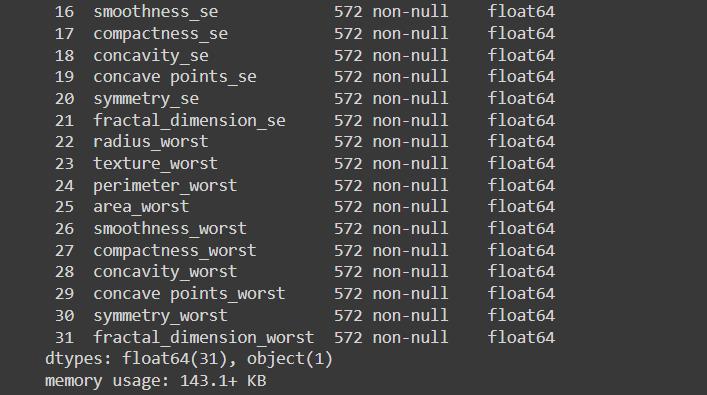 16 smoothness_se 572 non-null float64
17 compactness_se 572 non-null float64
18 concavity_se 572 non-null float64
19 concave points_se 572 non-null float64
20 symmetry_se 572 non-null float64
21 fractal_dimension_se 572 non-null float64
22 radius_worst 572 non-null float64
23 texture_worst 572 non-null float64
24 perimeter_worst 572 non-null float64
25 area_worst 572 non-null float64
26 smoothness_worst 572 non-null float64
27 compactness_worst 572 non-null float64
28 concavity_worst 572 non-null float64
29 concave points_worst 572 non-null float64
30 symmetry_worst 572 non-null float64
31 fractal_dimension_worst 572 non-null float64
dtypes: float64(31), object(1)
memory usage: 143.1+ KB